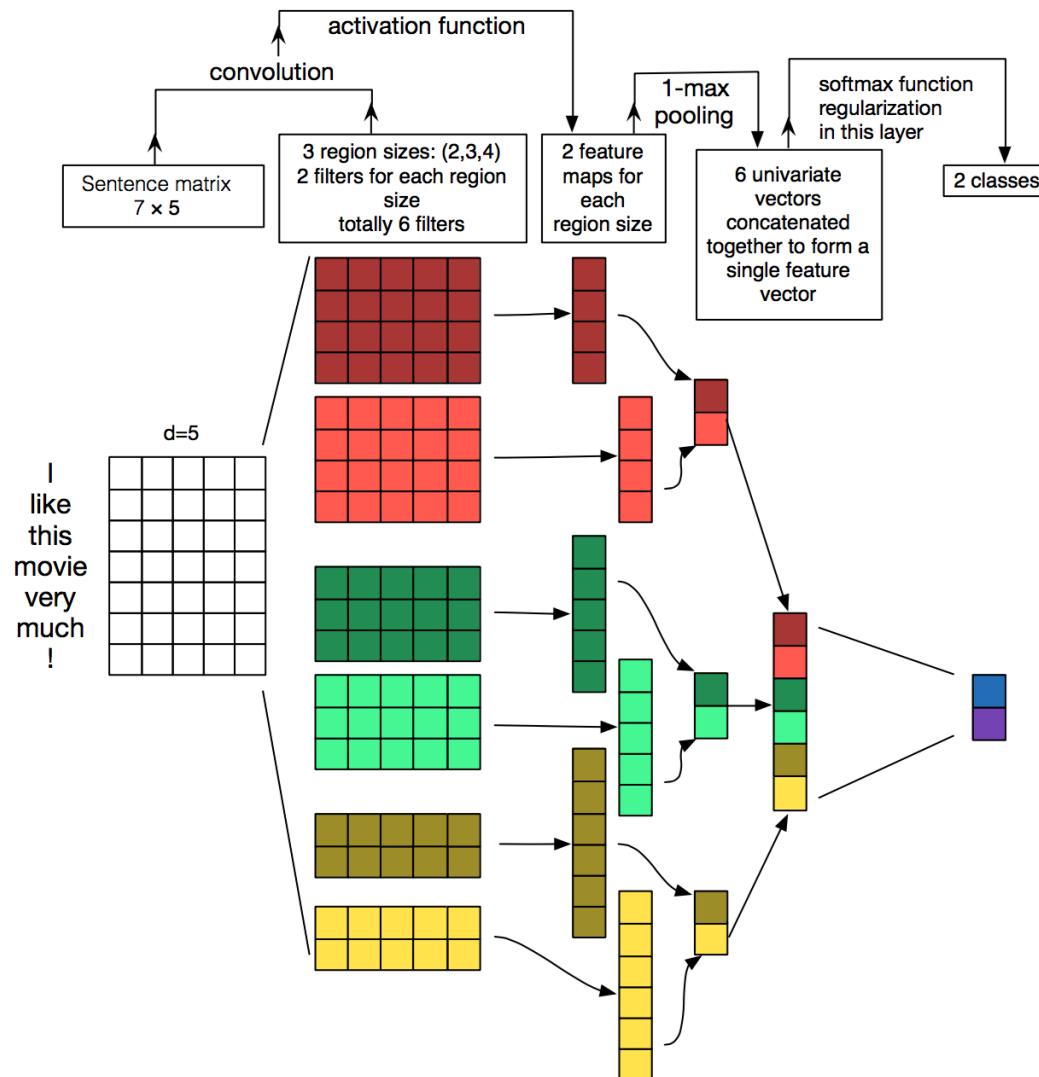 activation function
convolution
1-max
pooling
softmax function
regularization
in this layer
Sentence matrix
7 × 5
3 region sizes: (2,3,4)
2 filters for each region
size
totally 6 filters
2 feature
maps for
each
region size
6 univariate
vectors
concatenated
together to form a
single feature
vector
2 classes
d=5
I
like
this
movie
very
much
!